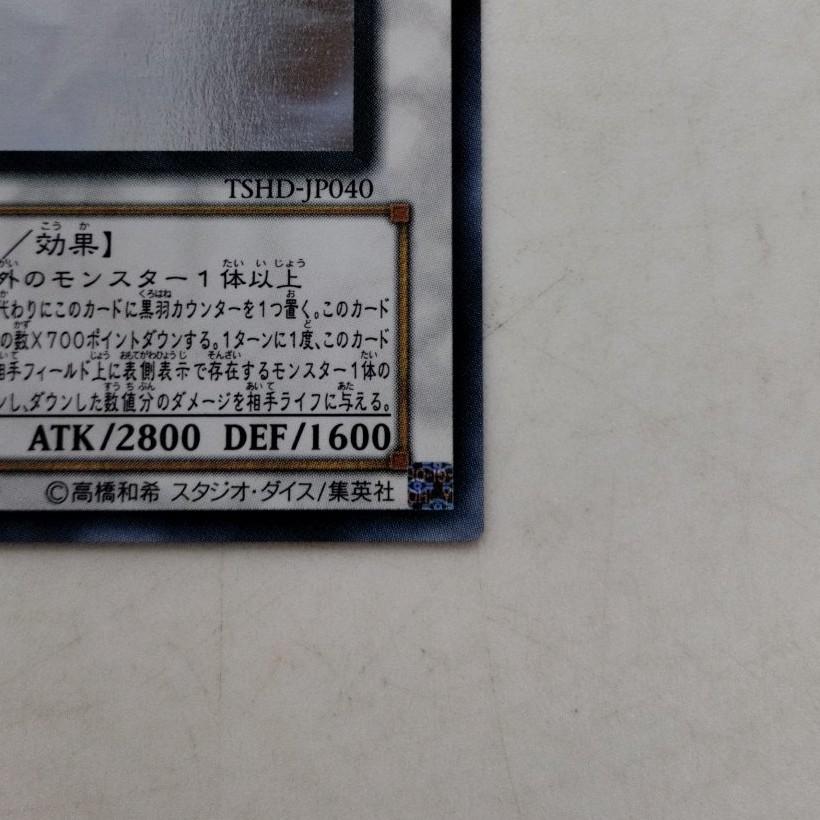 TSHD-JP040
／効果】
外のモンスター１体以上
代わりにこのカードに黒羽カウンターを1つ置く。このカード
の数X700ポイントダウンする。1ターンに1度、このカード
相手フィールド上に表側表示で存在するモンスター1体の
ンし、ダウンした数値分のダメージを相手ライフに与える。
ATK/2800 DEF/1600
©高橋和希 スタジオ・ダイス/集英社